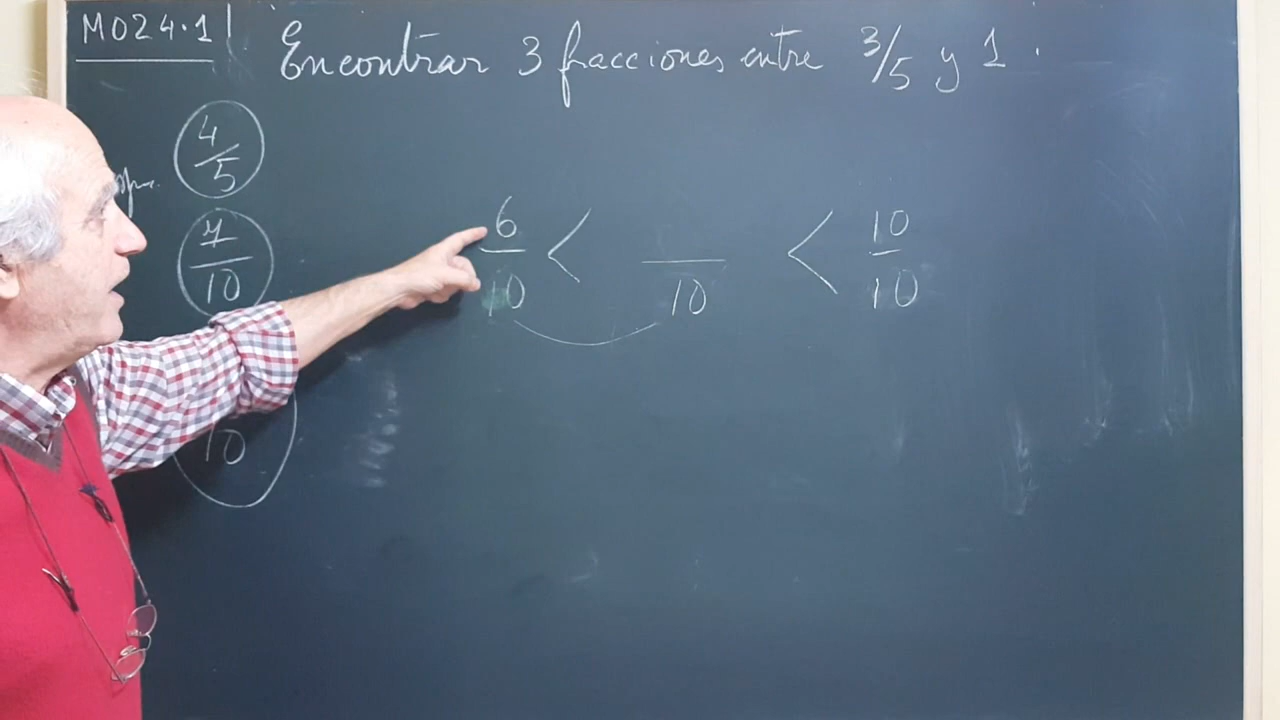 M024.1
Encontrar 3 fracciones entre 3/5 y 1.
4/5
7/10
6/10 < /10 < 10/10
10